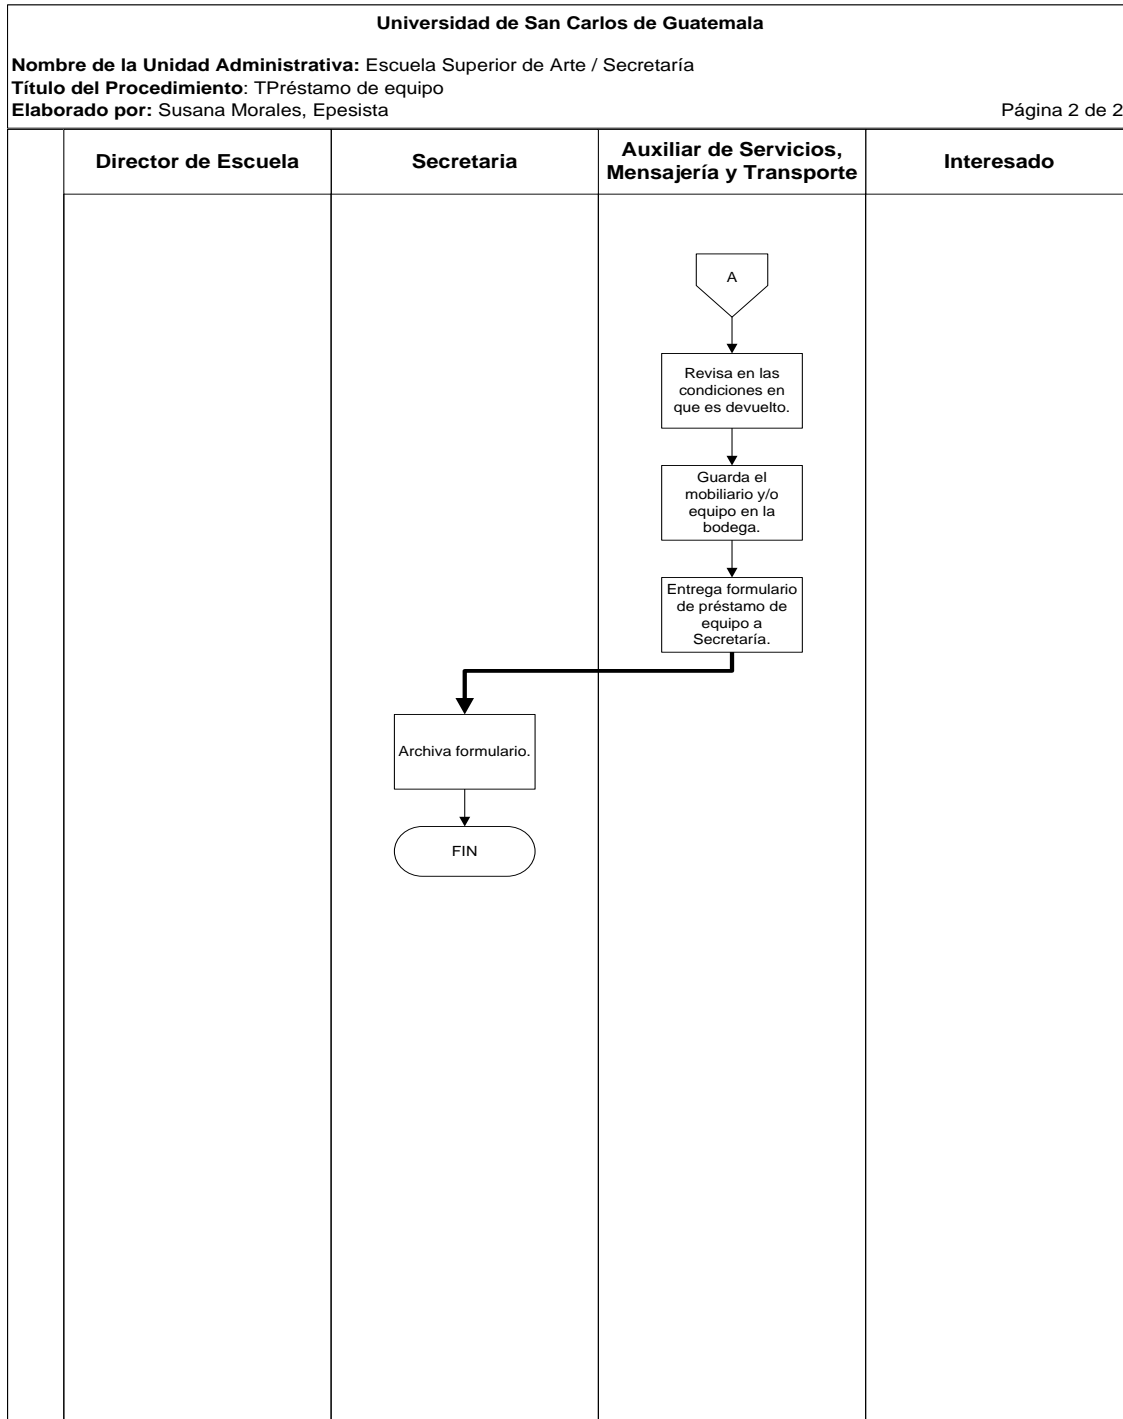 Universidad de San Carlos de Guatemala
Nombre de la Unidad Administrativa: Escuela Superior de Arte / Secretaría
Título del Procedimiento: TPréstamo de equipo
Elaborado por: Susana Morales, Epesista
Página 2 de 2
Director de Escuela
Secretaria
Auxiliar de Servicios,
Mensajería y Transporte
Interesado
A
Revisa en las
condiciones en
que es devuelto.
Guarda el
mobiliario y/o
equipo en la
bodega.
Entrega formulario
de préstamo de
equipo a
Secretaría.
Archiva formulario.
FIN